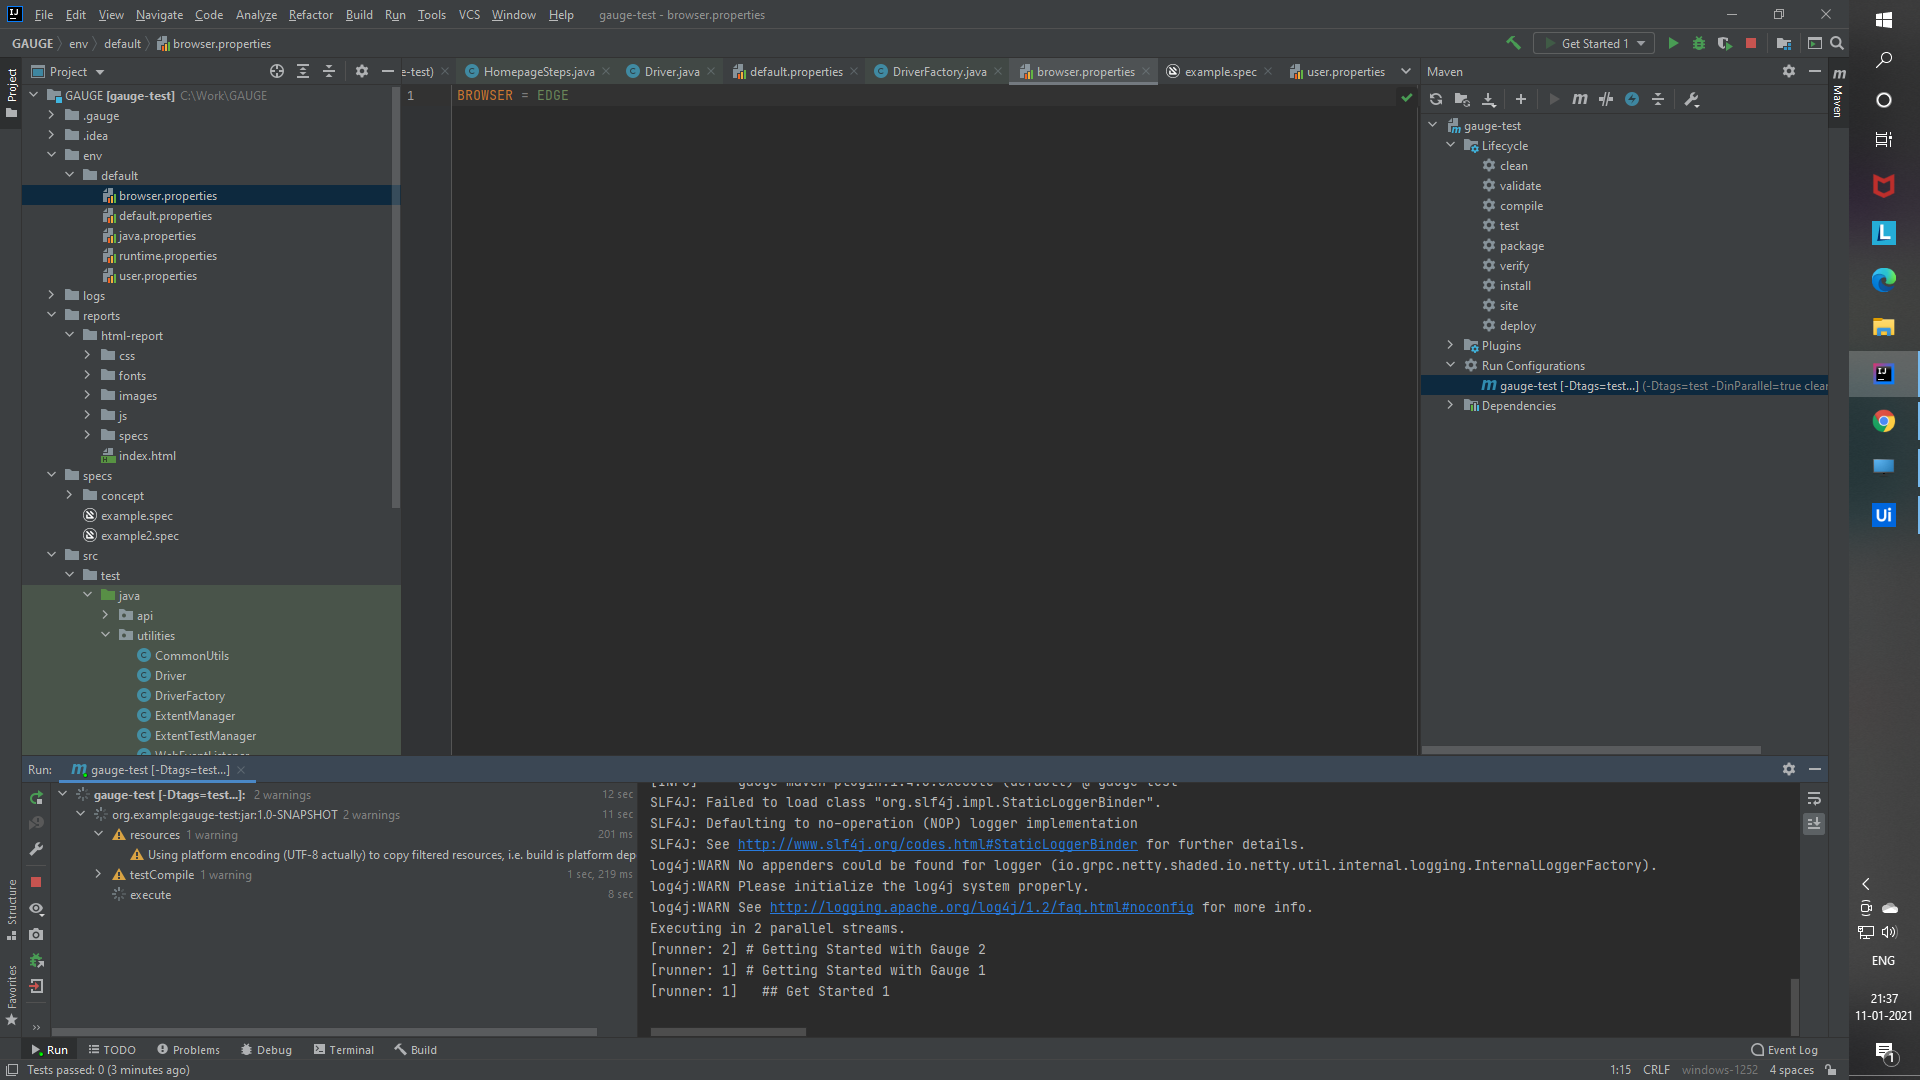 File Edit View Navigate Code Analyze Refactor Build Run Tools VCS Window Help gauge-test - browser.properties
GAUGE env default browser.properties
Get Started 1
Project
e-test) HomepageSteps.java Driver.java default.properties DriverFactory.java browser.properties example.spec user.properties
Maven
GAUGE [gauge-test] C:\Work\GAUGE
.gauge
.idea
env
default
browser.properties
default.properties
java.properties
runtime.properties
user.properties
logs
reports
html-report
css
fonts
images
js
specs
index.html
specs
concept
example.spec
example2.spec
src
test
java
api
utilities
CommonUtils
Driver
DriverFactory
ExtentManager
ExtentTestManager
WebEventListener
1 BROWSER = EDGE
gauge-test
Lifecycle
clean
validate
compile
test
package
verify
install
site
deploy
Plugins
Run Configurations
gauge-test [-Dtags=test...] (-Dtags=test -DinParallel=true clear
Dependencies
Project
Structure
Favorites
Maven
Run: gauge-test [-Dtags=test...]
gauge-test [-Dtags=test...]: 2 warnings 12 sec
org.example:gauge-test:jar:1.0-SNAPSHOT 2 warnings 11 sec
resources 1 warning 201 ms
Using platform encoding (UTF-8 actually) to copy filtered resources, i.e. build is platform dep
testCompile 1 warning 1 sec, 219 ms
execute 8 sec
SLF4J: Failed to load class "org.slf4j.impl.StaticLoggerBinder".
SLF4J: Defaulting to no-operation (NOP) logger implementation
SLF4J: See http://www.slf4j.org/codes.html#StaticLoggerBinder for further details.
log4j:WARN No appenders could be found for logger (io.grpc.netty.shaded.io.netty.util.internal.logging.InternalLoggerFactory).
log4j:WARN Please initialize the log4j system properly.
log4j:WARN See http://logging.apache.org/log4j/1.2/faq.html#noconfig for more info.
Executing in 2 parallel streams.
[runner: 2] # Getting Started with Gauge 2
[runner: 1] # Getting Started with Gauge 1
[runner: 1] ## Get Started 1
Run TODO Problems Debug Terminal Build Event Log
Tests passed: 0 (3 minutes ago) 1:15 CRLF windows-1252 4 spaces
L
IJ
Ui
ENG
21:37
11-01-2021
1